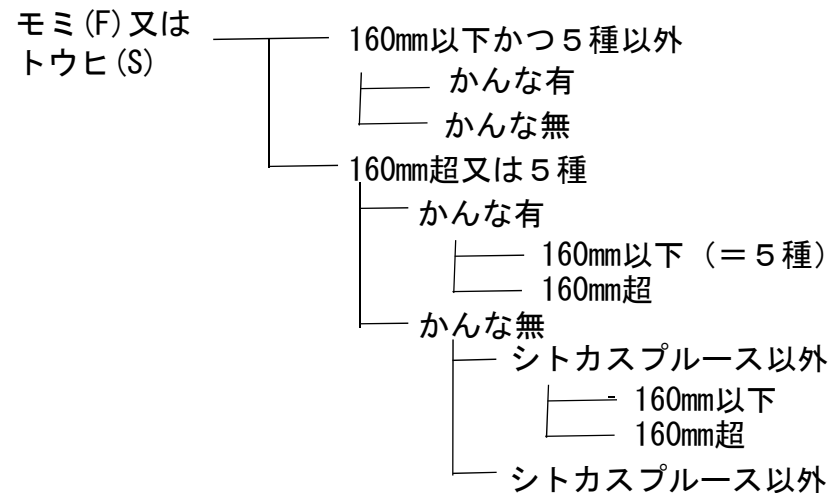 モミ(F)又は
トウヒ(S)
160mm以下かつ5種以外
かんな有
かんな無
160mm超又は5種
かんな有
160mm以下(=5種)
160mm超
かんな無
シトカスプルース以外
160mm以下
160mm超
シトカスプルース以外